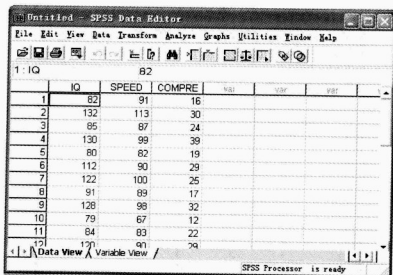 Untitled - SPSS Data Editor
File Edit View Data Transform Analyze Graphs Utilities Window Help
1 : IQ 82
IQ SPEED COMPRE var var var
1 82 91 16
2 132 113 30
3 85 87 24
4 130 99 39
5 80 82 19
6 112 90 29
7 122 100 25
8 91 89 17
9 128 98 32
10 79 67 12
11 84 83 22
12 120 90 29
Data View Variable View
SPSS Processor is ready